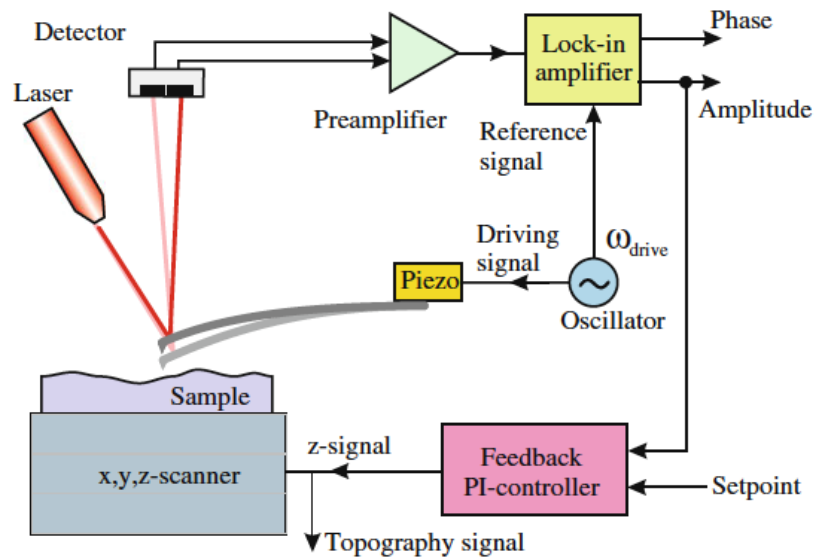 Detector
Laser
Preamplifier
Lock-in
amplifier
Phase
Amplitude
Reference
signal
Driving
signal
ω_drive
Piezo
~
Oscillator
Sample
x,y,z-scanner
z-signal
Topography signal
Feedback
PI-controller
Setpoint